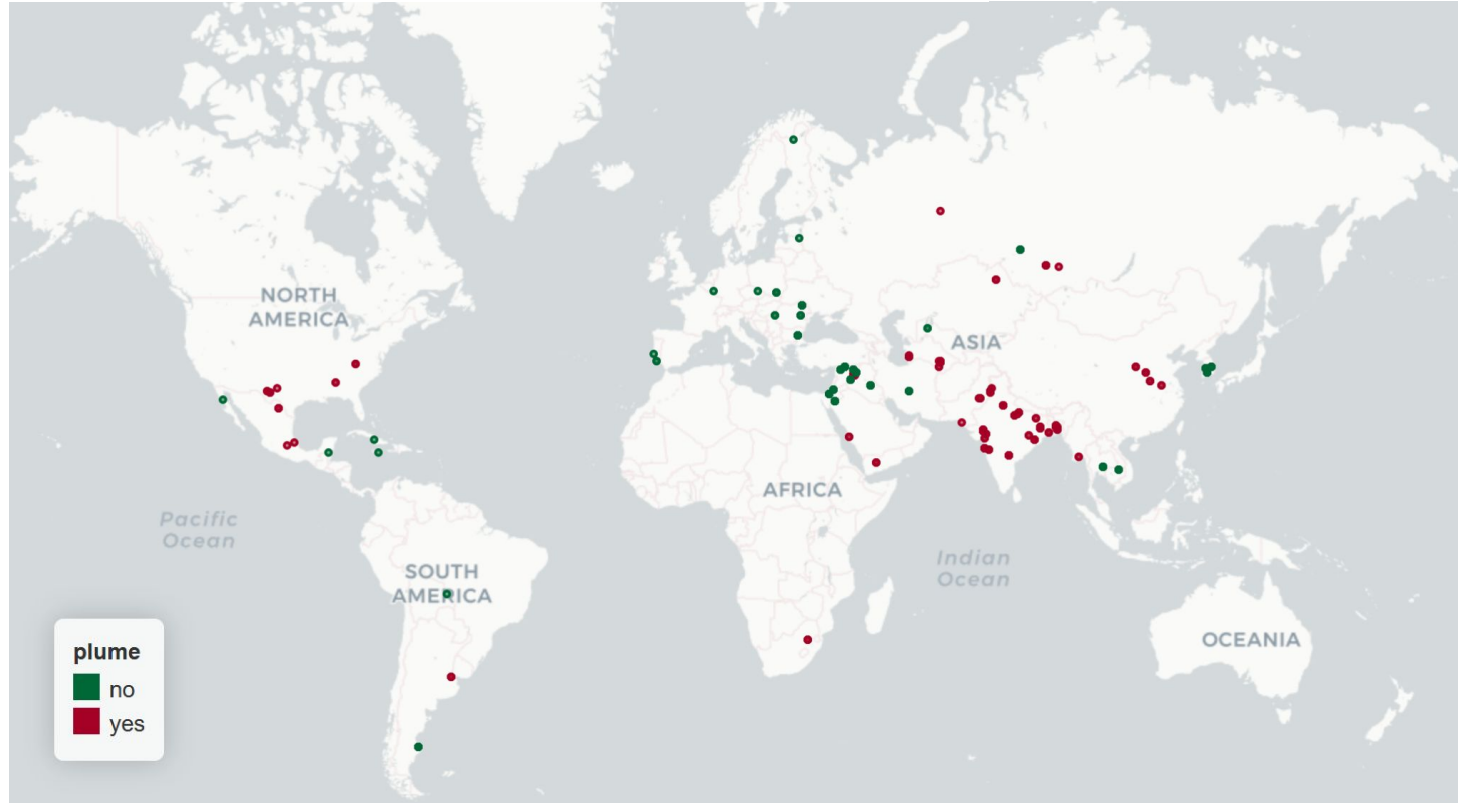 NORTH
AMERICA
ASIA
AFRICA
Pacific
Ocean
Indian
Ocean
SOUTH
AMERICA
OCEANIA
plume
no
yes